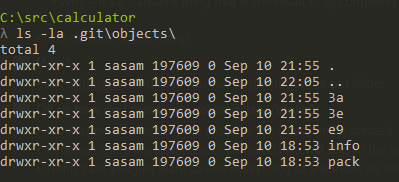 C:\src\calculator
λ ls -la .git\objects\
total 4
drwxr-xr-x 1 sasam 197609 0 Sep 10 21:55 .
drwxr-xr-x 1 sasam 197609 0 Sep 10 22:05 ..
drwxr-xr-x 1 sasam 197609 0 Sep 10 21:55 3a
drwxr-xr-x 1 sasam 197609 0 Sep 10 21:55 3e
drwxr-xr-x 1 sasam 197609 0 Sep 10 21:55 e9
drwxr-xr-x 1 sasam 197609 0 Sep 10 18:53 info
drwxr-xr-x 1 sasam 197609 0 Sep 10 18:53 pack